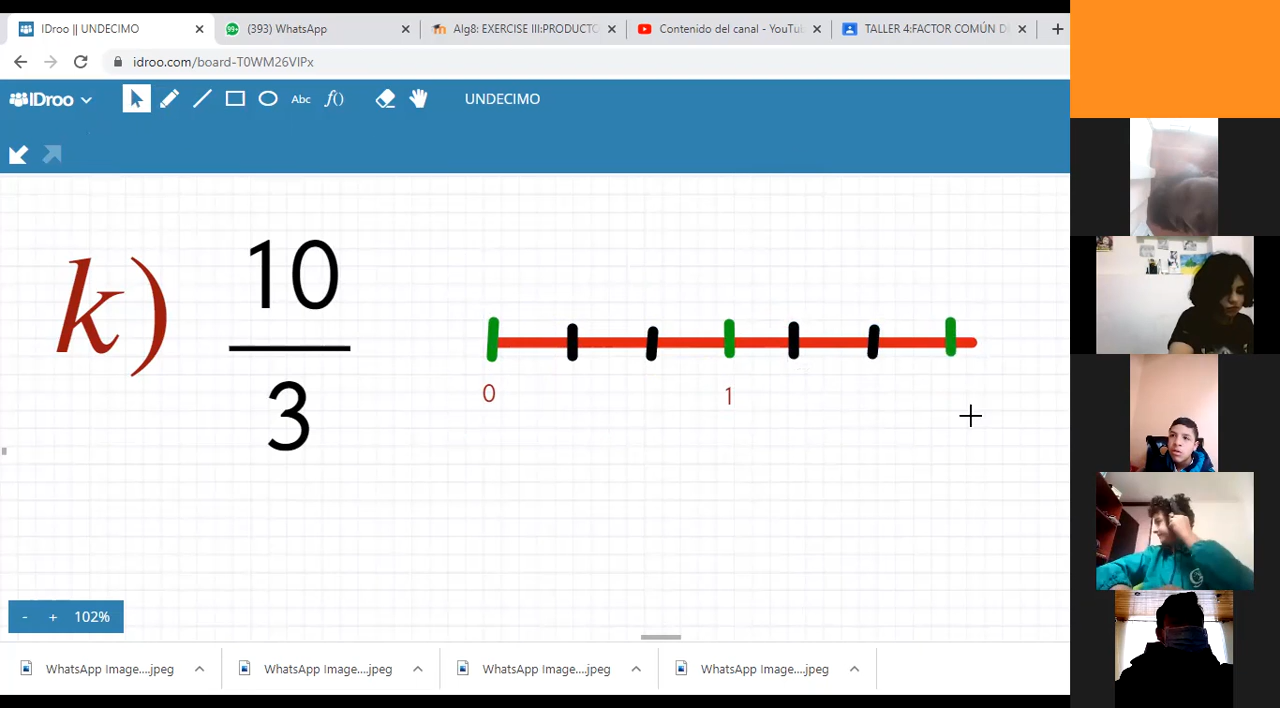 IDroo || UNDECIMO
99+
(393) WhatsApp
Alg8: EXERCISE III:PRODUCTO
Contenido del canal - YouTu
TALLER 4:FACTOR COMÚN D
idroo.com/board-T0WM26VIPx
IDroo
Abc
f()
UNDECIMO
k)
10
3
0
1
- + 102%
WhatsApp Image....jpeg
WhatsApp Image....jpeg
WhatsApp Image....jpeg
WhatsApp Image....jpeg